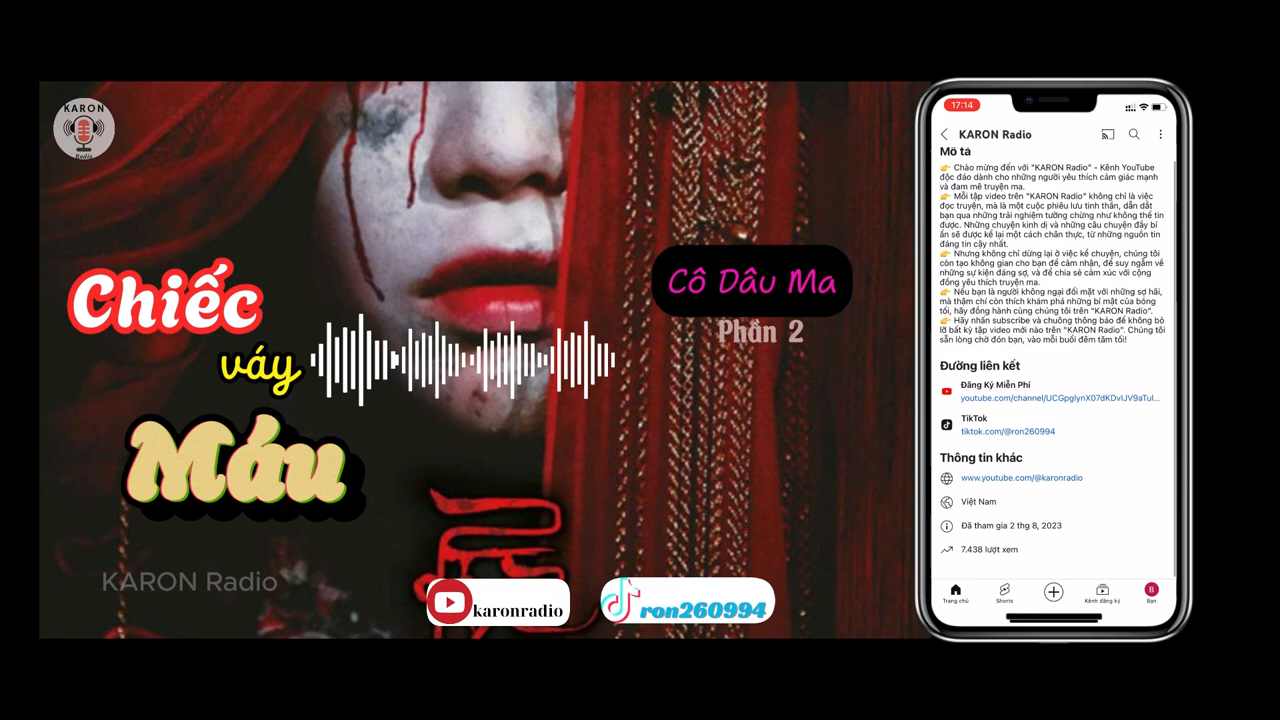 KARON
Radio
Chiếc
váy
Máu
Cô Dâu Ma
Phần 2
KARON Radio
karonradio
ron260994
17:14
KARON Radio
Mô tả
👉 Chào mừng đến với "KARON Radio" - Kênh YouTube
độc đáo dành cho những người yêu thích cảm giác mạnh
và đam mê truyện ma.
👉 Mỗi tập video trên "KARON Radio" không chỉ là việc
đọc truyện, mà là một cuộc phiêu lưu tinh thần, dẫn dắt
bạn qua những trải nghiệm tưởng chừng như không thể tin
được. Những chuyện kinh dị và những câu chuyện đầy bí
ẩn sẽ được kể lại một cách chân thực, từ những nguồn tin
đáng tin cậy nhất.
👉 Nhưng không chỉ dừng lại ở việc kể chuyện, chúng tôi
còn tạo không gian cho bạn để cảm nhận, để suy ngẫm về
những sự kiện đáng sợ, và để chia sẻ cảm xúc với cộng
đồng yêu thích truyện ma.
👉 Nếu bạn là người không ngại đối mặt với những sợ hãi,
mà thậm chí còn thích khám phá những bí mật của bóng
tối, hãy đồng hành cùng chúng tôi trên "KARON Radio".
👉 Hãy nhấn subscribe và chuông thông báo để không bỏ
lỡ bất kỳ tập video mới nào trên "KARON Radio". Chúng tôi
sẵn lòng chờ đón bạn, vào mỗi buổi đêm tăm tối!
Đường liên kết
Đăng Ký Miễn Phí
youtube.com/channel/UCGpglynX07dKDvIJV9aTul...
TikTok
tiktok.com/@ron260994
Thông tin khác
www.youtube.com/@karonradio
Việt Nam
Đã tham gia 2 thg 8, 2023
7.438 lượt xem
Trang chủ
Shorts
Kênh đăng ký
B
Bạn